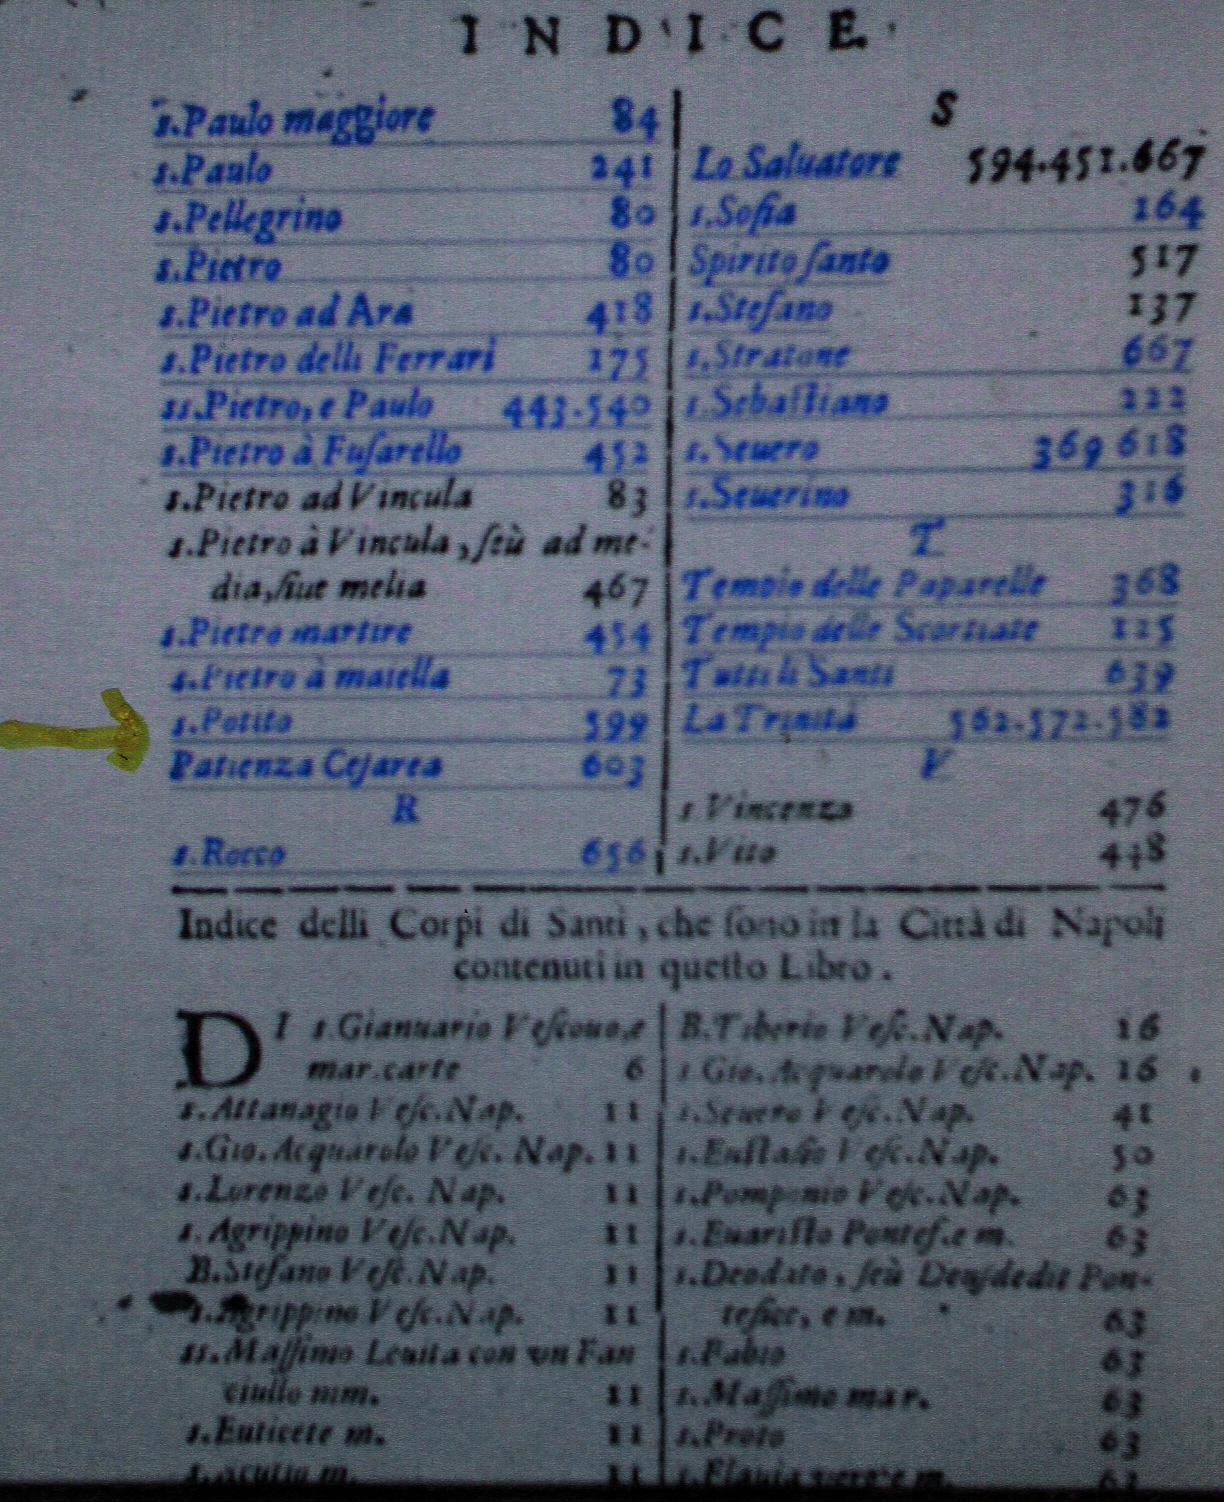 INDICE
s.Paulo maggiore 84
s.Paulo 241
s.Pellegrino 80
s.Pietro 80
s.Pietro ad Ara 418
s.Pietro delli Ferrari 175
ss.Pietro, e Paulo 443.540
s.Pietro à Fuſarello 452
s.Pietro ad Vincula 83
s.Pietro à Vincula, ſeù ad me-
dia,ſiue melia 467
s.Pietro martire 454
s.Pietro à maiella 73
s.Potito 599
Patienza Ceſarea 603
R
s.Rocco 656
S
Lo Saluatore 594.451.667
s.Sofia 164
Spirito ſanto 517
s.Stefano 137
s.Stratone 667
s.Sebaſtiano 222
s.Seuero 369 618
s.Seuerino 316
T
Tempio delle Paparelle 368
Tempio delle Scortiate 125
Tutti li Santi 639
La Trinità 562.572.582
V
s Vincenzo 476
s.Vito 448
Indice delli Corpi di Santi, che ſono in la Città di Napoli
contenuti in queſto Libro.
DI s.Gianuario Veſcouo,e
mar.carte 6
s.Attanagio Veſc.Nap. 11
s.Gio.Acquarolo Veſc. Nap. 11
s.Lorenzo Veſc. Nap. 11
s.Agrippino Veſc.Nap. 11
B.Stefano Veſc.Nap. 11
s.Agrippino Veſc.Nap. 11
ss.Maſſimo Leuita con vn Fan
ciullo mm. 11
s.Euticete m. 11
s.Acutio m. 11
B.Tiberio Veſc.Nap. 16
s Gio.Acquarolo Veſc.Nap. 16
s.Seuero Veſc.Nap. 41
s.Euſtaſio Veſc.Nap. 50
s.Pomponio Veſc.Nap. 63
s.Euariſto Pontef.e m. 63
s.Deodato, ſeù Deuſdedit Pon-
tefice, e m. 63
s.Fabio 63
s.Maſſimo mar. 63
s.Proto 63
s.Flauia verg.e m. 63